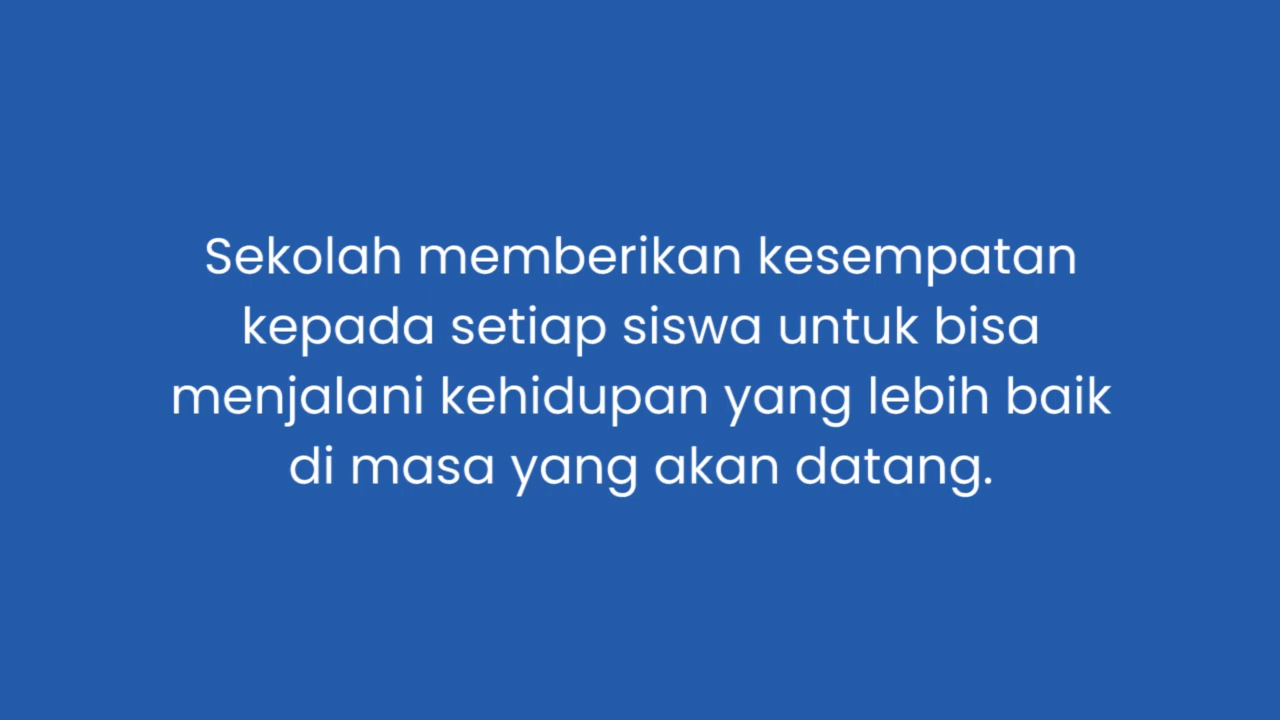 Sekolah memberikan kesempatan
kepada setiap siswa untuk bisa
menjalani kehidupan yang lebih baik
di masa yang akan datang.